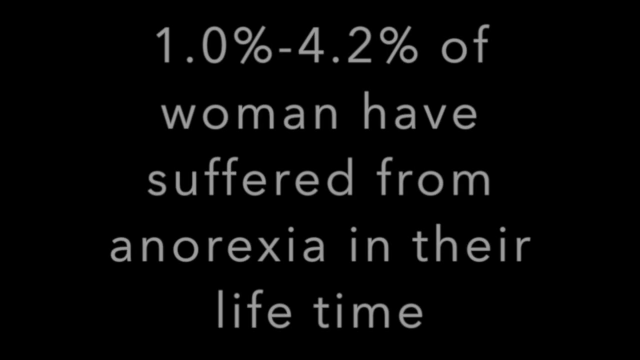 1.0%-4.2% of
woman have
suffered from
anorexia in their
life time